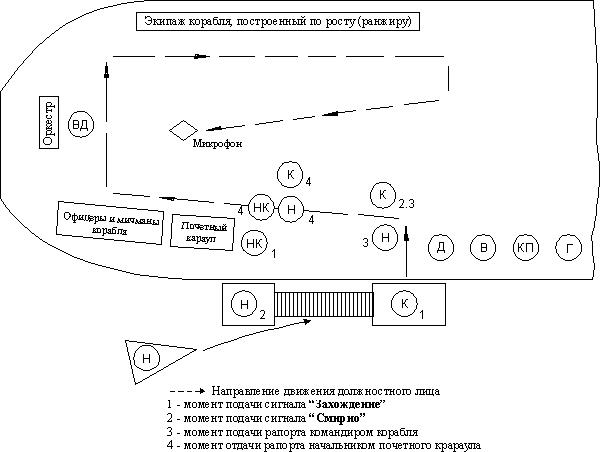 Экипаж корабля, построенный по росту (ранжиру)
Оркестр
ВД
Микрофон
К
4
К
2.3
4
НК
Н
4
Офицеры и мичманы
корабля
Почетный
караул
НК
1
3
Н
Д
В
КП
Г
Н
2
К
1
Н
Направление движения должностного лица
1 - момент подачи сигнала “Захождение”
2 - момент подачи сигнала “Смирно”
3 - момент подачи рапорта командиром корабля
4 - момент отдачи рапорта начальником почетного крараула